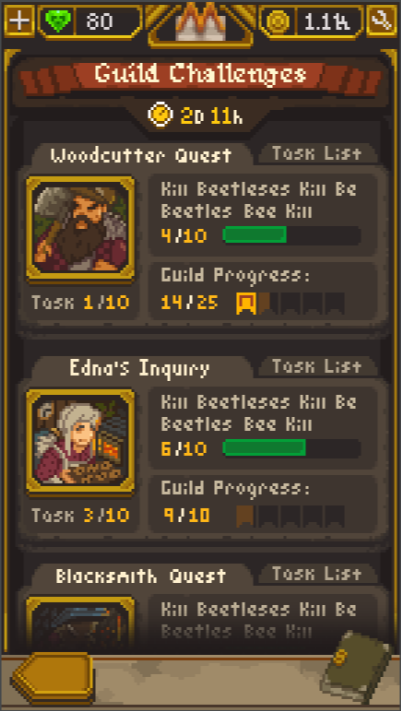 80
1.1k
Guild Challenges
2D 11h
Woodcutter Quest
Task List
Kill Beetleses Kill Be
Beetles Bee Kill
4/10
Task 1/10
Guild Progress:
14/25
Edna's Inquiry
Task List
Kill Beetleses Kill Be
Beetles Bee Kill
6/10
Task 3/10
Guild Progress:
9/10
Blacksmith Quest
Task List
Kill Beetleses Kill Be
Beetles Bee Kill